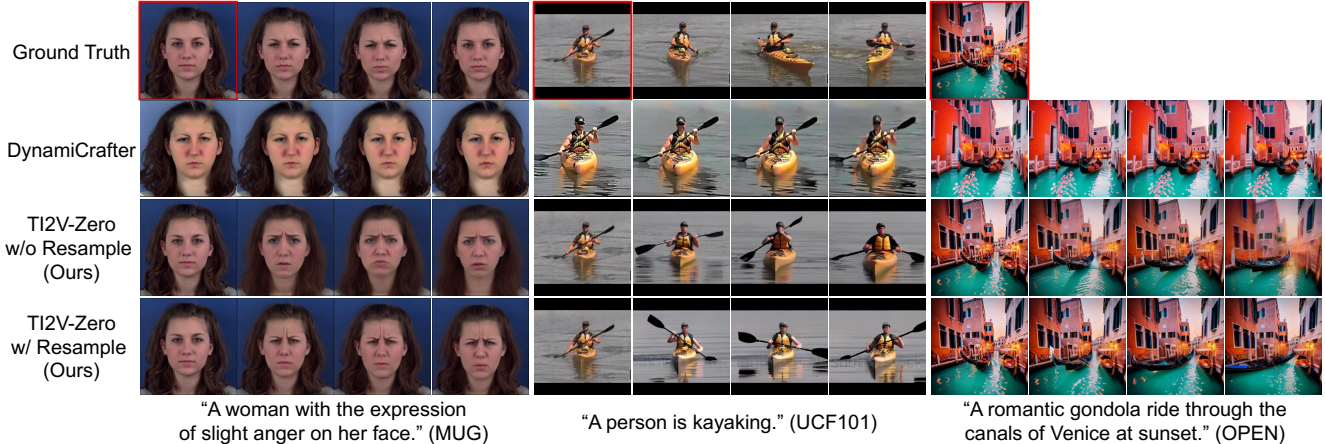 Ground Truth
DynamiCrafter
TI2V-Zero
w/o Resample
(Ours)
TI2V-Zero
w/ Resample
(Ours)
“A woman with the expression
of slight anger on her face.” (MUG)
“A person is kayaking.” (UCF101)
“A romantic gondola ride through the
canals of Venice at sunset.” (OPEN)